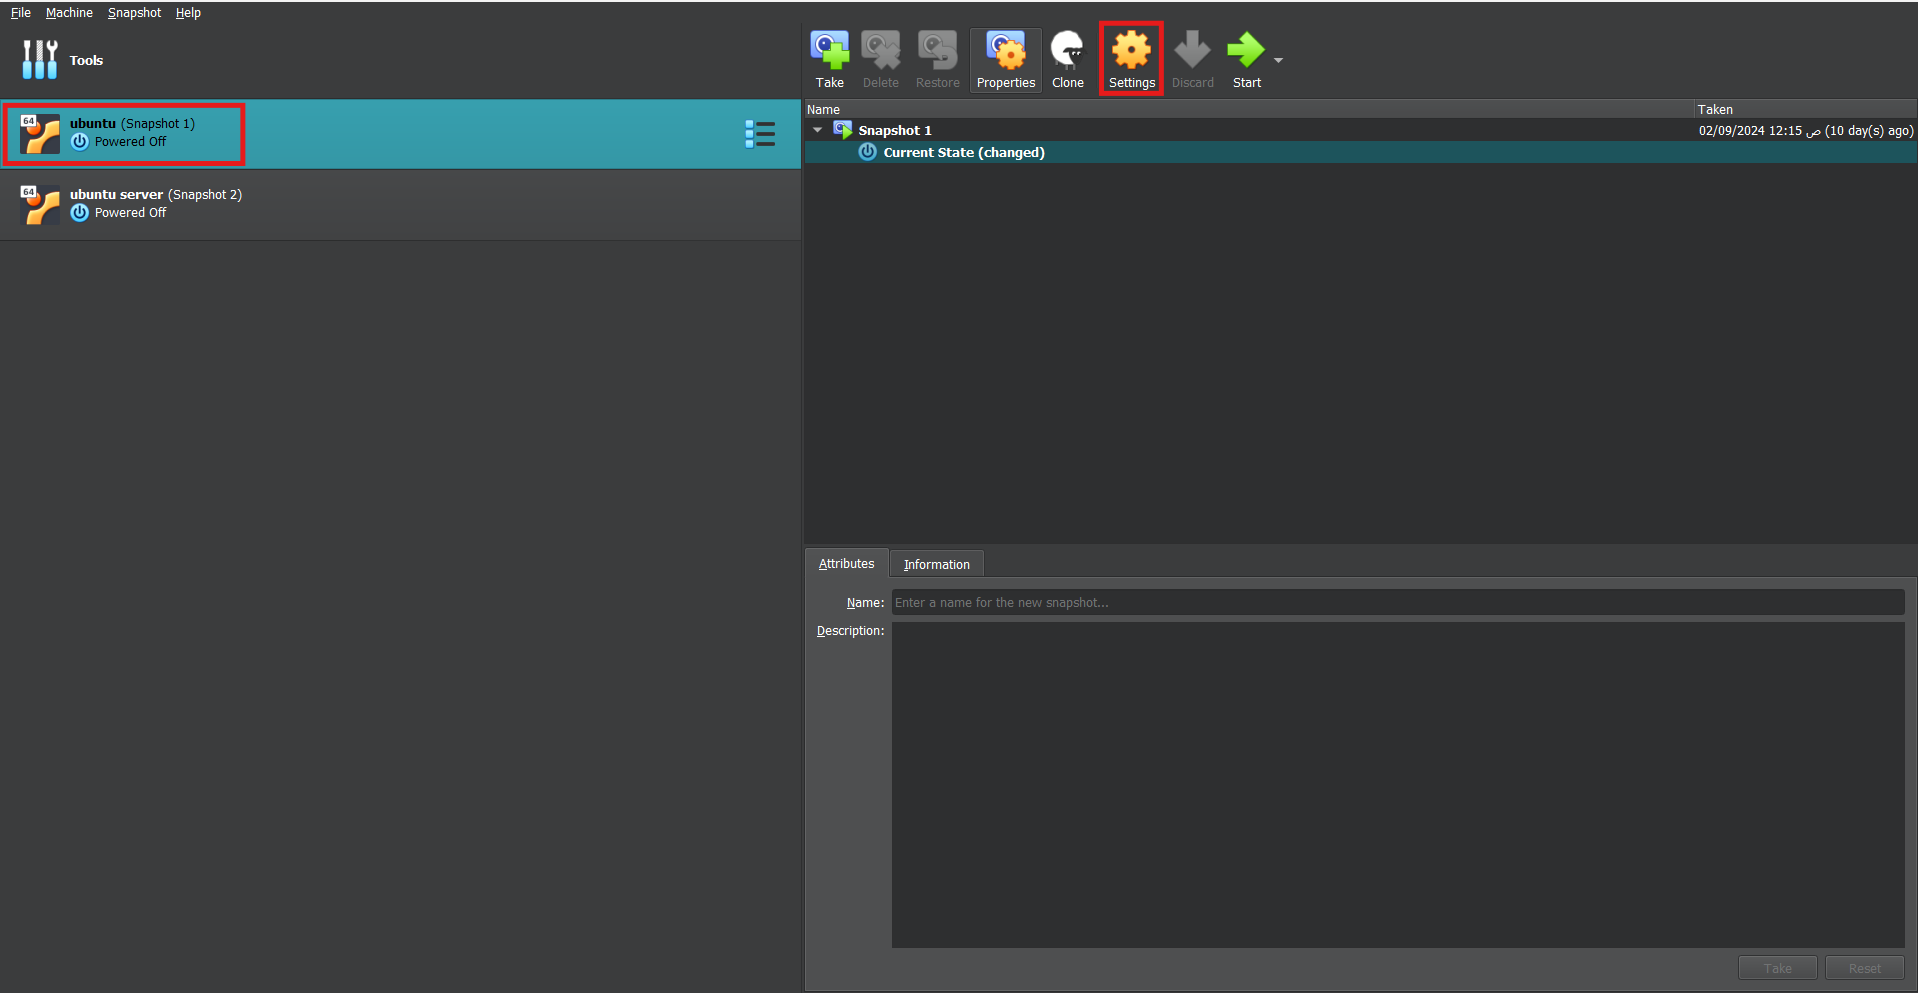 File Machine Snapshot Help
Tools
64
ubuntu (Snapshot 1)
Powered Off
64
ubuntu server (Snapshot 2)
Powered Off
Take Delete Restore Properties Clone Settings Discard Start
Name Taken
Snapshot 1 02/09/2024 12:15 ص (10 day(s) ago)
Current State (changed)
Attributes Information
Name: Enter a name for the new snapshot...
Description:
Take Reset